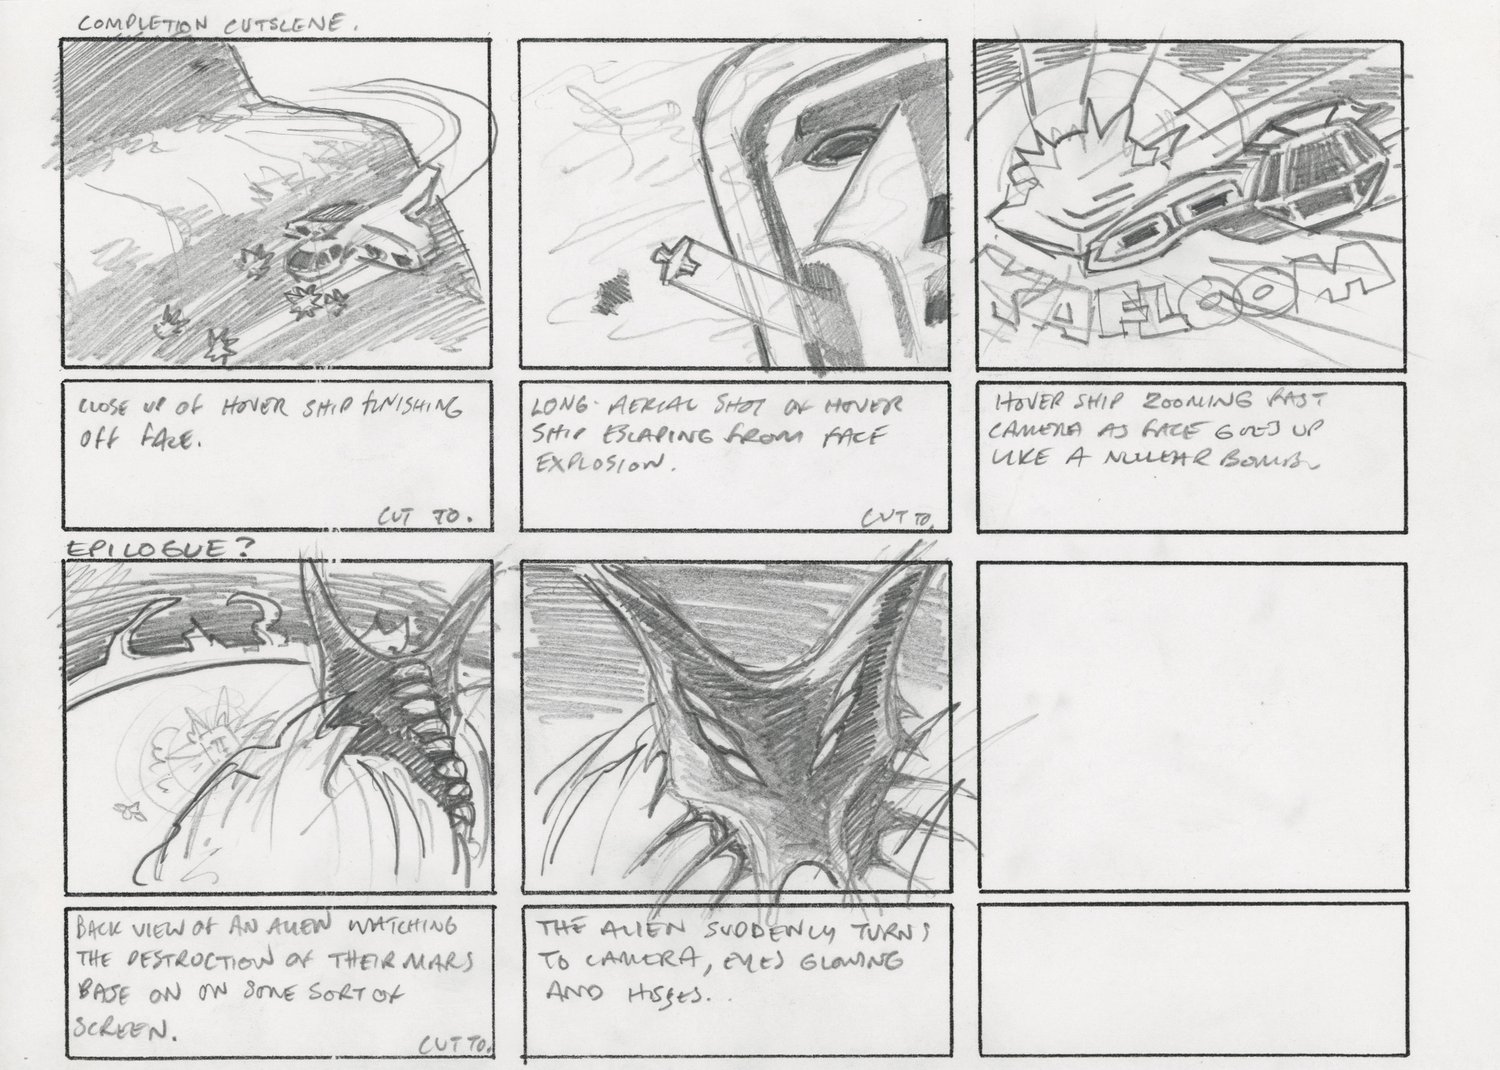 COMPLETION CUTSCENE.
CLOSE UP OF HOVER SHIP FINISHING
OFF FACE.
CUT TO.
LONG. AERIAL SHOT OF HOVER
SHIP ESCAPING FROM FACE
EXPLOSION.
CUT TO.
KABLOOM
HOVER SHIP ZOOMING PAST
CAMERA AS FACE GOES UP
LIKE A NUCLEAR BOMB.
EPILOGUE?
BACK VIEW OF AN ALIEN WATCHING
THE DESTRUCTION OF THEIR MARS
BASE ON ON SOME SORT OF
SCREEN.
CUT TO.
THE ALIEN SUDDENLY TURNS
TO CAMERA, EYES GLOWING
AND HISSES...